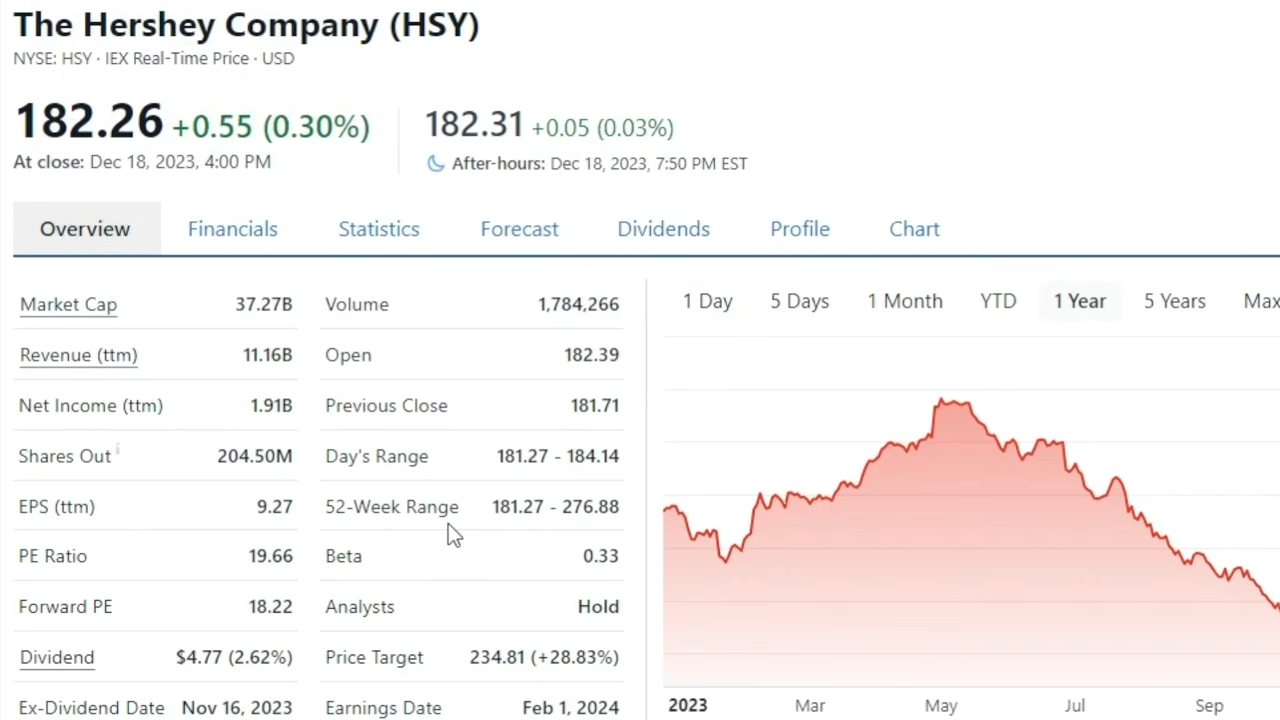 The Hershey Company (HSY)
NYSE: HSY · IEX Real-Time Price · USD
182.26 +0.55 (0.30%)
At close: Dec 18, 2023, 4:00 PM
182.31 +0.05 (0.03%)
After-hours: Dec 18, 2023, 7:50 PM EST
Overview Financials Statistics Forecast Dividends Profile Chart
Market Cap 37.27B
Revenue (ttm) 11.16B
Net Income (ttm) 1.91B
Shares Out i 204.50M
EPS (ttm) 9.27
PE Ratio 19.66
Forward PE 18.22
Dividend $4.77 (2.62%)
Ex-Dividend Date Nov 16, 2023
Volume 1,784,266
Open 182.39
Previous Close 181.71
Day's Range 181.27 - 184.14
52-Week Range 181.27 - 276.88
Beta 0.33
Analysts Hold
Price Target 234.81 (+28.83%)
Earnings Date Feb 1, 2024
1 Day 5 Days 1 Month YTD 1 Year 5 Years Max
2023 Mar May Jul Sep